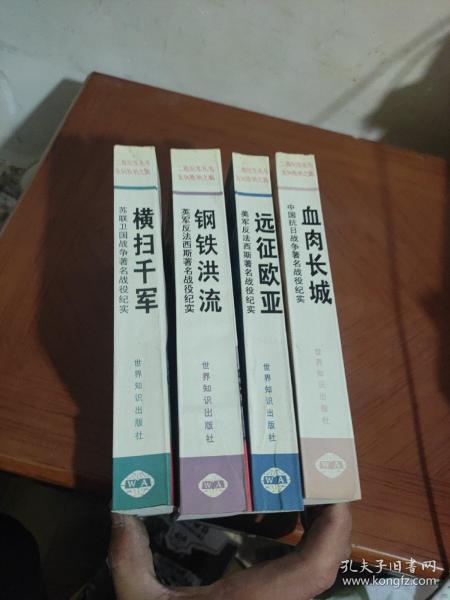 横扫千军
苏联卫国战争著名战役纪实
世界知识出版社
WA
钢铁洪流
英军反法西斯著名战役纪实
世界知识出版社
WA
远征欧亚
美军反法西斯著名战役纪实
世界知识出版社
WA
血肉长城
中国抗日战争著名战役纪实
世界知识出版社
WA
孔夫子旧书网
www.kongfz.com